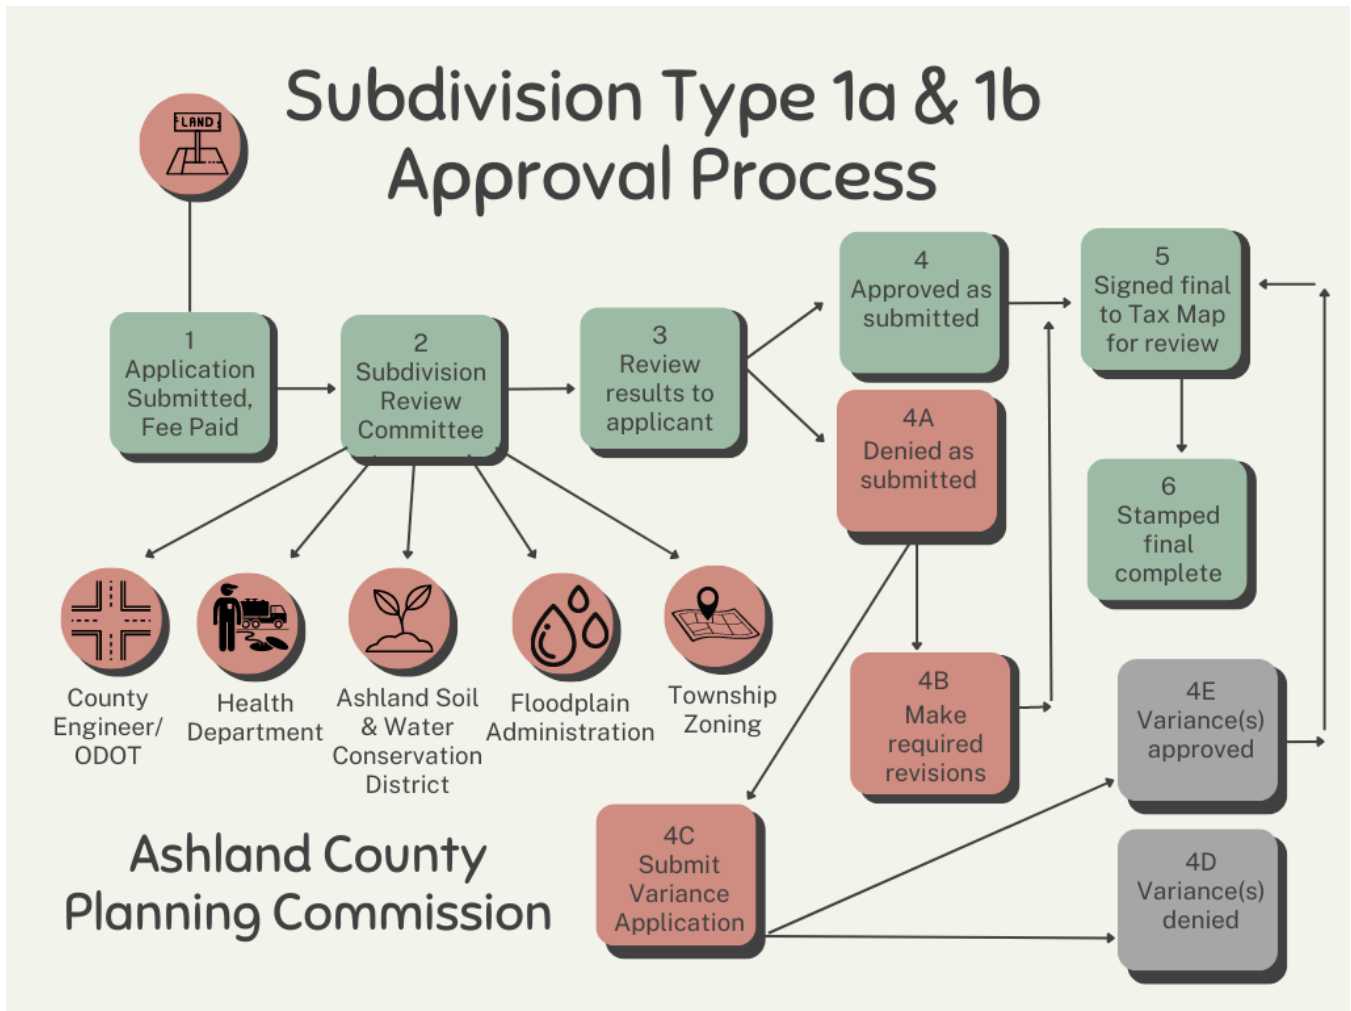 Subdivision Type 1a & 1b
Approval Process
LAND
1
Application
Submitted,
Fee Paid
2
Subdivision
Review
Committee
3
Review
results to
applicant
4
Approved as
submitted
4A
Denied as
submitted
5
Signed final
to Tax Map
for review
6
Stamped
final
complete
County
Engineer/
ODOT
Health
Department
Ashland Soil
& Water
Conservation
District
Floodplain
Administration
Township
Zoning
4B
Make
required
revisions
4C
Submit
Variance
Application
4E
Variance(s)
approved
4D
Variance(s)
denied
Ashland County
Planning Commission